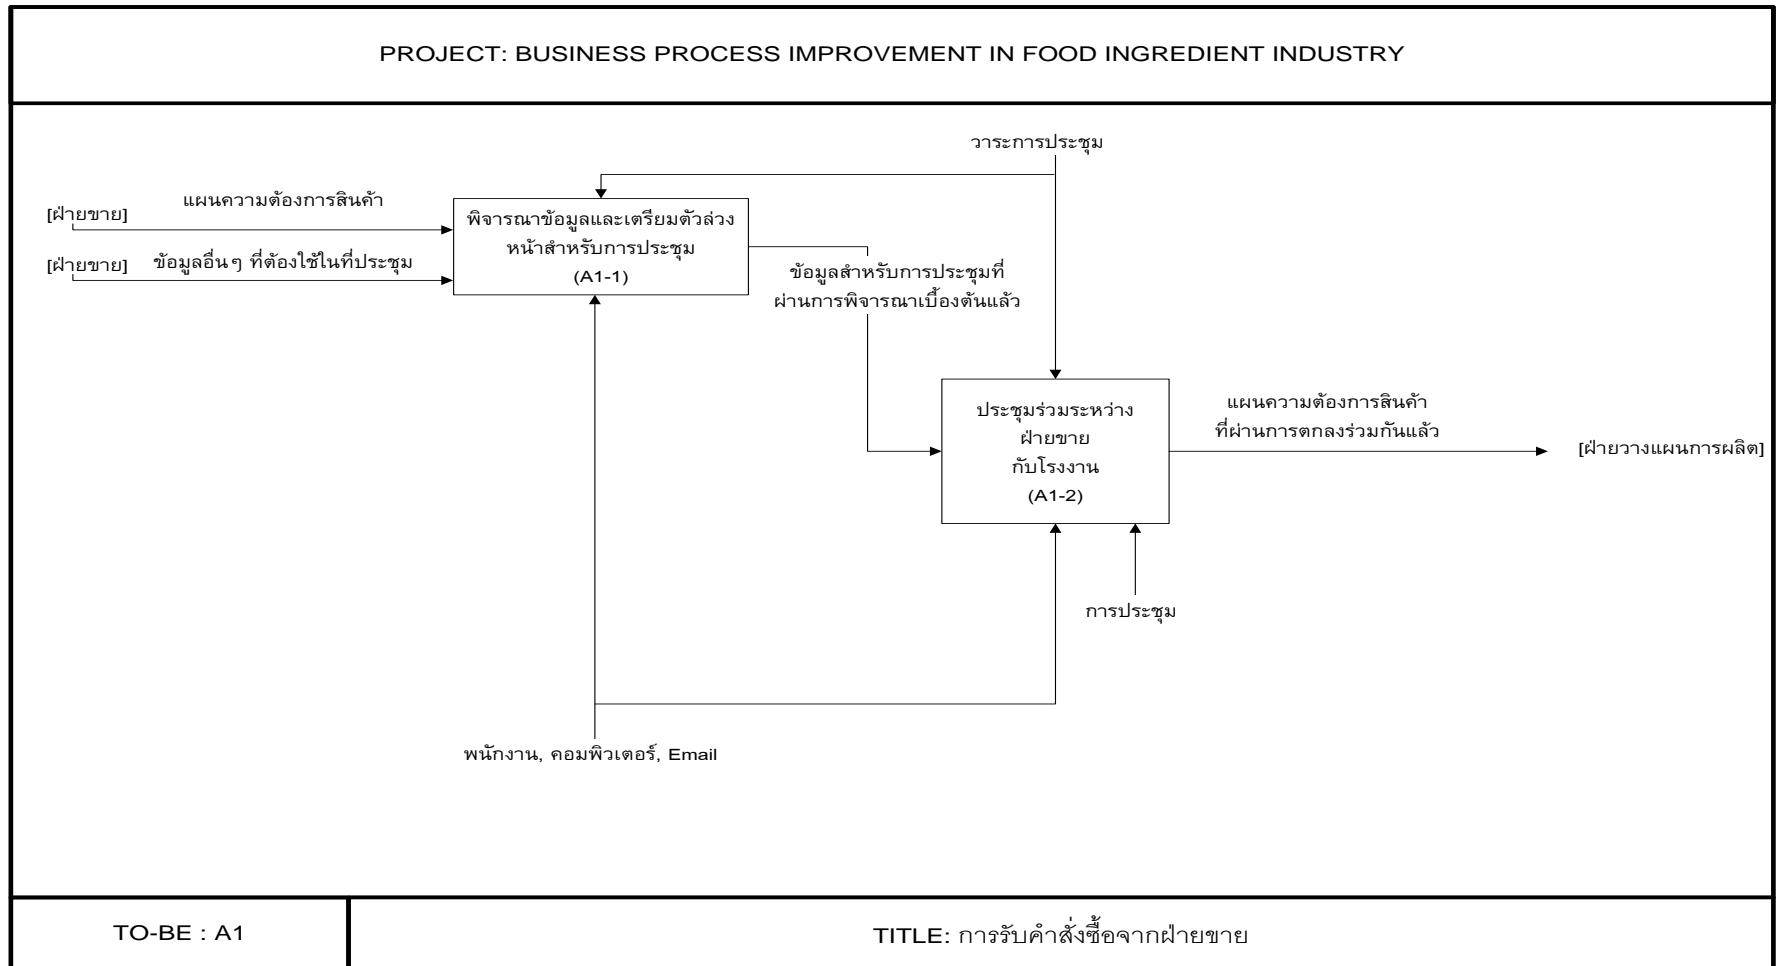 PROJECT: BUSINESS PROCESS IMPROVEMENT IN FOOD INGREDIENT INDUSTRY
วาระการประชุม
[ฝ่ายขาย]
แผนความต้องการสินค้า
[ฝ่ายขาย]
ข้อมูลอื่นๆ ที่ต้องใช้ในที่ประชุม
พิจารณาข้อมูลและเตรียมตัวล่วง
หน้าสำหรับการประชุม
(A1-1)
ข้อมูลสำหรับการประชุมที่
ผ่านการพิจารณาเบื้องต้นแล้ว
ประชุมร่วมระหว่าง
ฝ่ายขาย
กับโรงงาน
(A1-2)
แผนความต้องการสินค้า
ที่ผ่านการตกลงร่วมกันแล้ว
[ฝ่ายวางแผนการผลิต]
การประชุม
พนักงาน, คอมพิวเตอร์, Email
TO-BE : A1
TITLE: การรับคำสั่งซื้อจากฝ่ายขาย